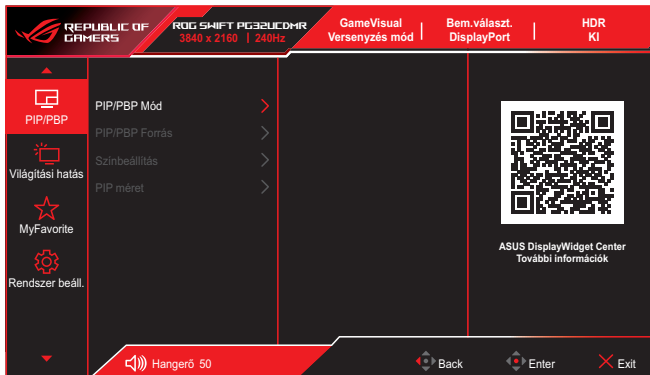 REPUBLIC OF
GAMERS
ROG SWIFT PG32UCDMR
3840 x 2160 | 240Hz
GameVisual
Versenyzés mód
Bem.választ.
DisplayPort
HDR
KI
PIP/PBP
Világítási hatás
MyFavorite
Rendszer beáll.
PIP/PBP Mód
PIP/PBP Forrás
Színbeállítás
PIP méret
ASUS DisplayWidget Center
További információk
Hangerő 50
Back
Enter
Exit